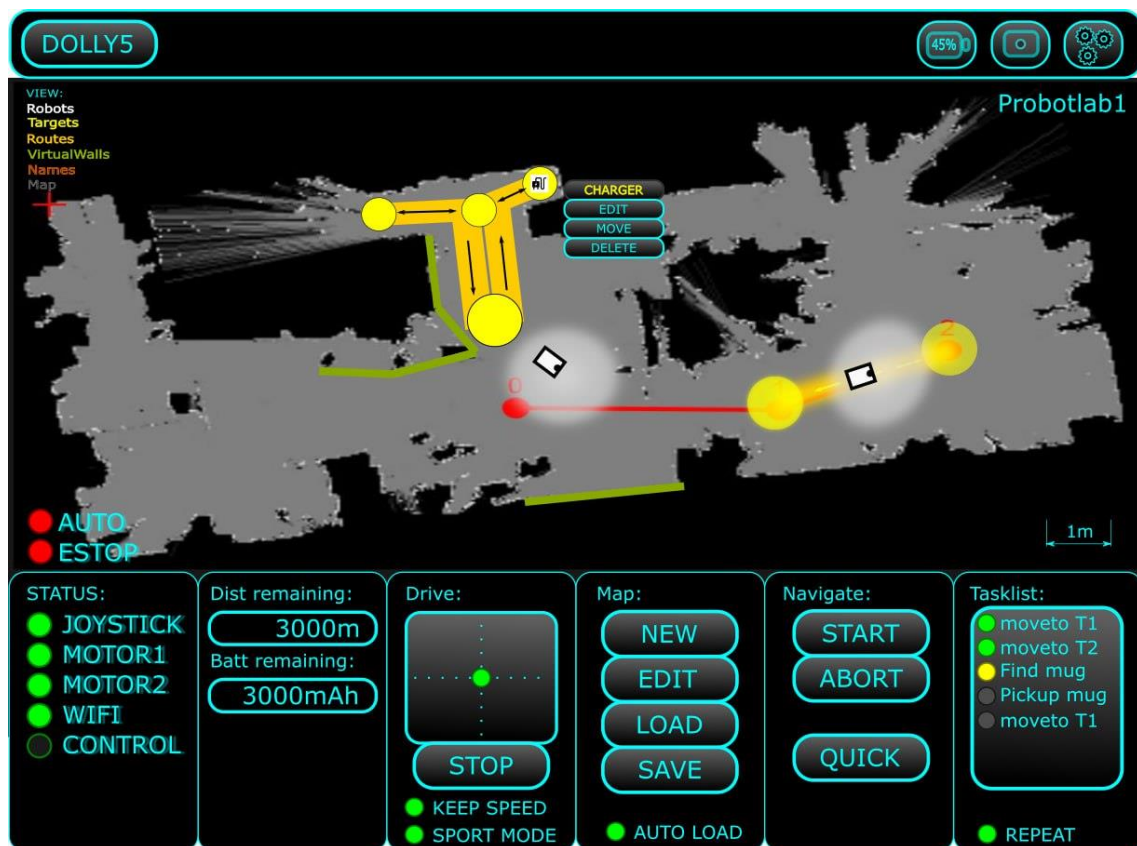 DOLLY5
45%
VIEW:
Robots
Targets
Routes
VirtualWalls
Names
Map
Probotlab1
CHARGER
EDIT
MOVE
DELETE
2
0
AUTO
ESTOP
1m
STATUS:
JOYSTICK
MOTOR1
MOTOR2
WIFI
CONTROL
Dist remaining:
3000m
Batt remaining:
3000mAh
Drive:
STOP
KEEP SPEED
SPORT MODE
Map:
NEW
EDIT
LOAD
SAVE
AUTO LOAD
Navigate:
START
ABORT
QUICK
Tasklist:
moveto T1
moveto T2
Find mug
Pickup mug
moveto T1
REPEAT